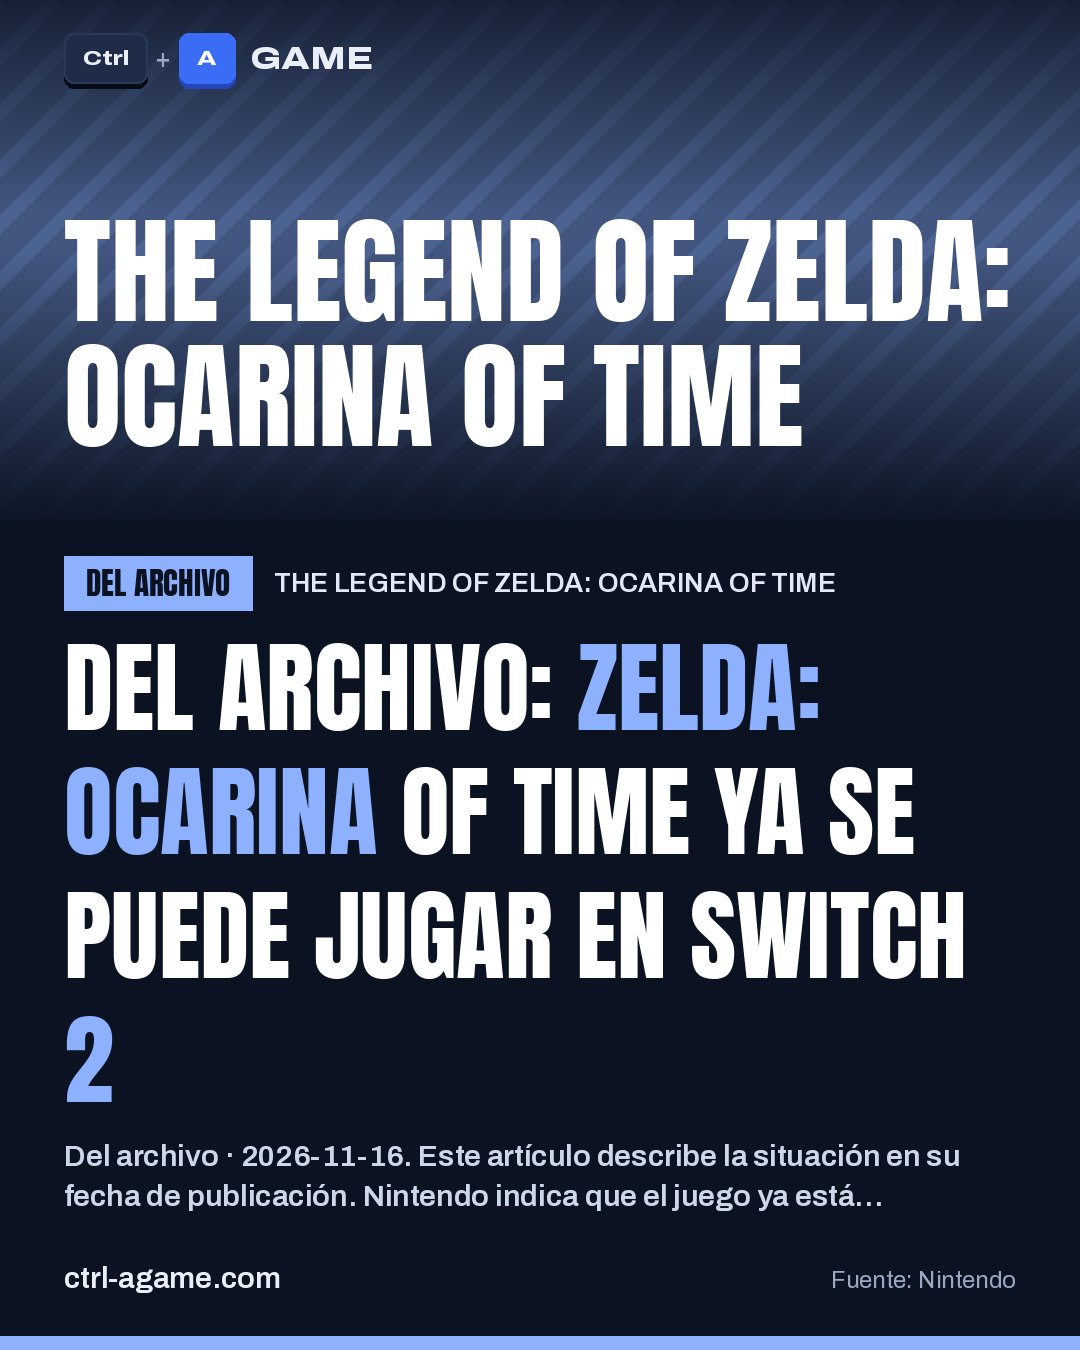 Ctrl + A GAME
THE LEGEND OF ZELDA:
OCARINA OF TIME
DEL ARCHIVO THE LEGEND OF ZELDA: OCARINA OF TIME
DEL ARCHIVO: ZELDA:
OCARINA OF TIME YA SE
PUEDE JUGAR EN SWITCH
2
Del archivo · 2026-11-16. Este artículo describe la situación en su
fecha de publicación. Nintendo indica que el juego ya está…
ctrl-agame.com Fuente: Nintendo